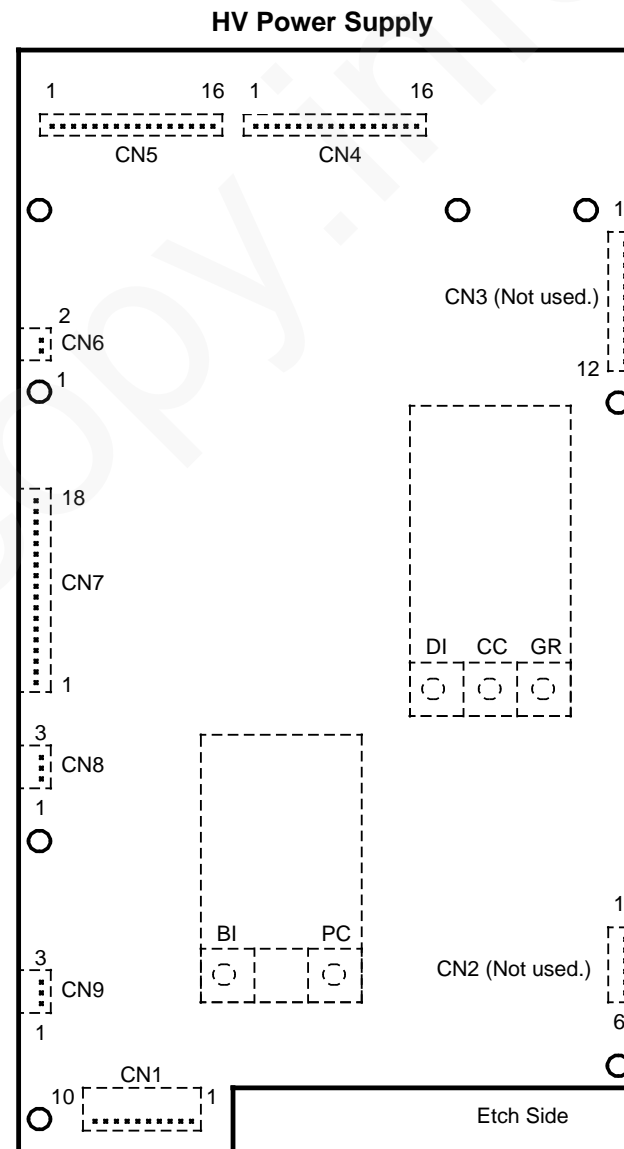 HV Power Supply
1 16 1 16
CN5 CN4
1
CN3 (Not used.)
2
CN6
12
1
18
CN7
DI CC GR
1
3
CN8
1
1
BI PC
3
CN2 (Not used.)
CN9
6
1
CN1
10 1
Etch Side